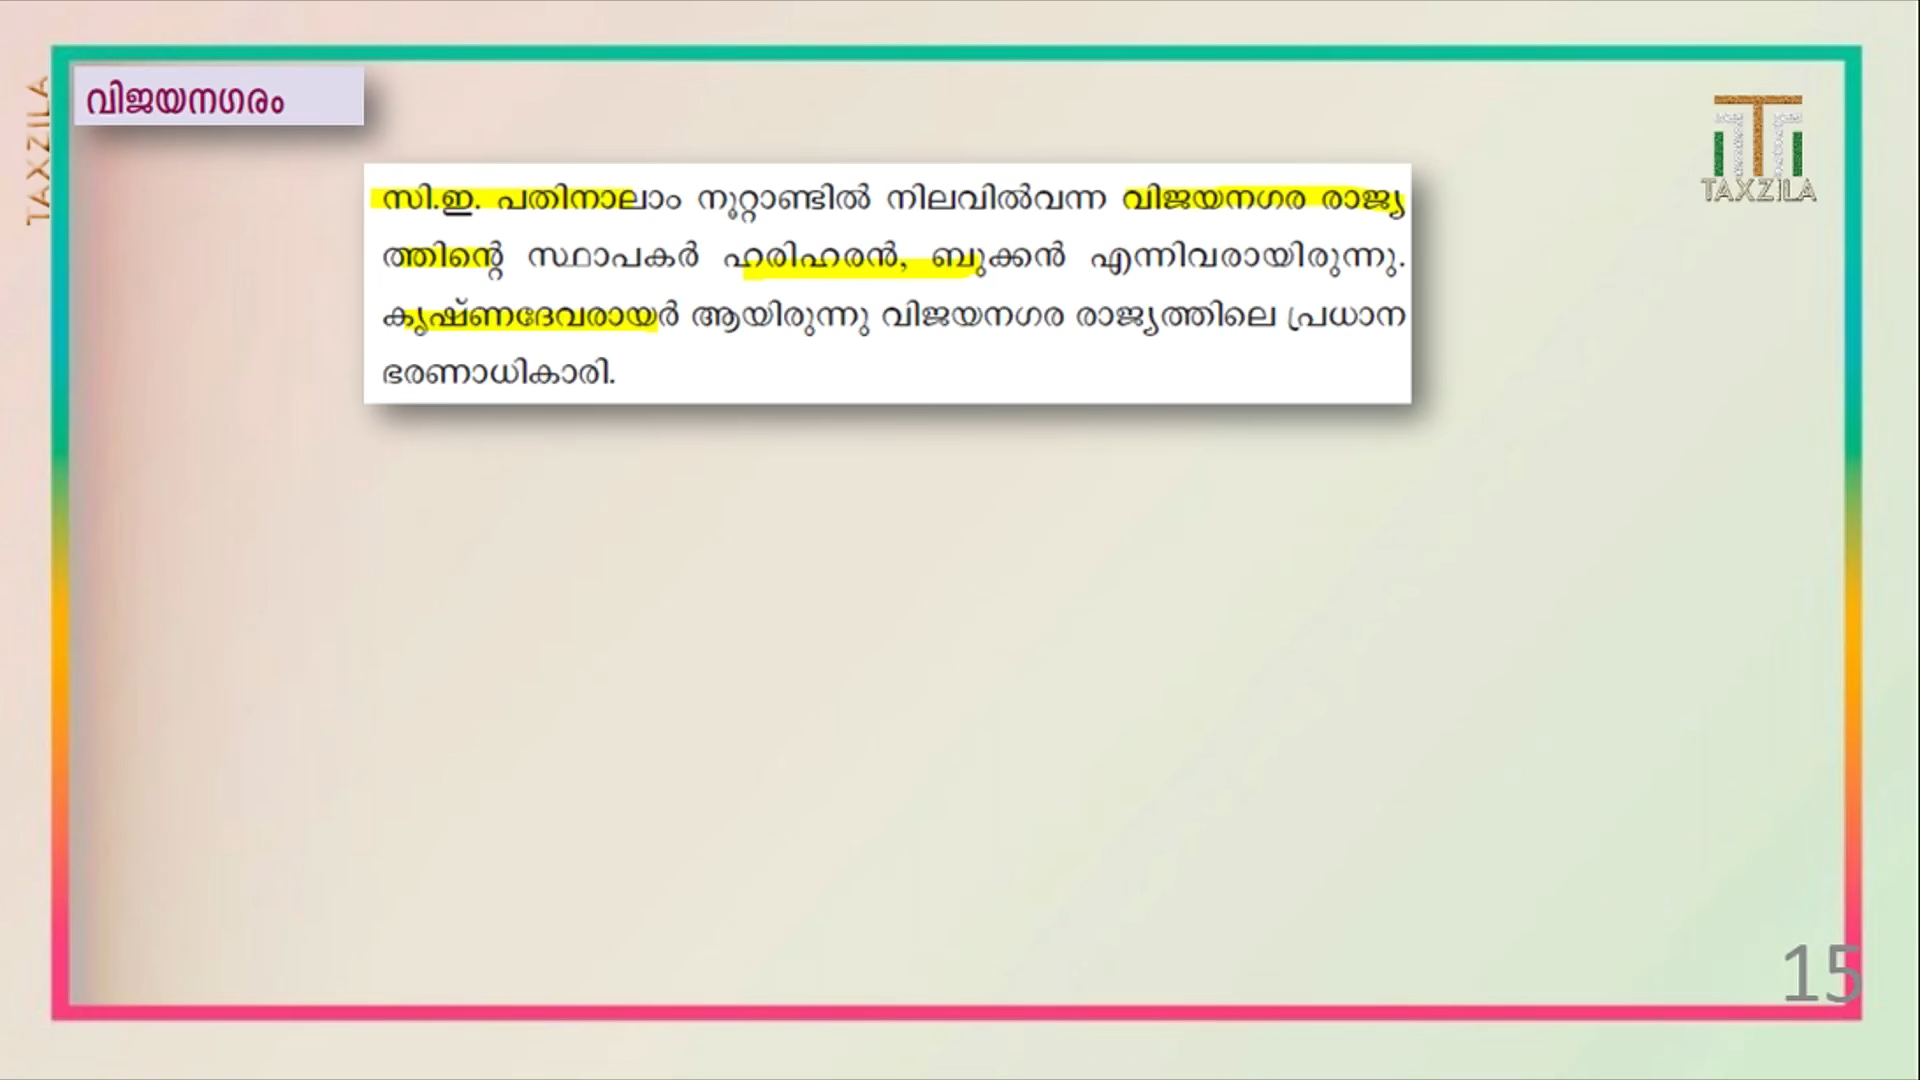 TAXZILA
വിജയനഗരം
TAXZILA
സി.ഇ. പതിനാലാം നൂറ്റാണ്ടിൽ നിലവിൽവന്ന വിജയനഗര രാജ്യ
ത്തിന്റെ സ്ഥാപകർ ഹരിഹരൻ, ബുക്കൻ എന്നിവരായിരുന്നു.
കൃഷ്ണദേവരായർ ആയിരുന്നു വിജയനഗര രാജ്യത്തിലെ പ്രധാന
ഭരണാധികാരി.
15